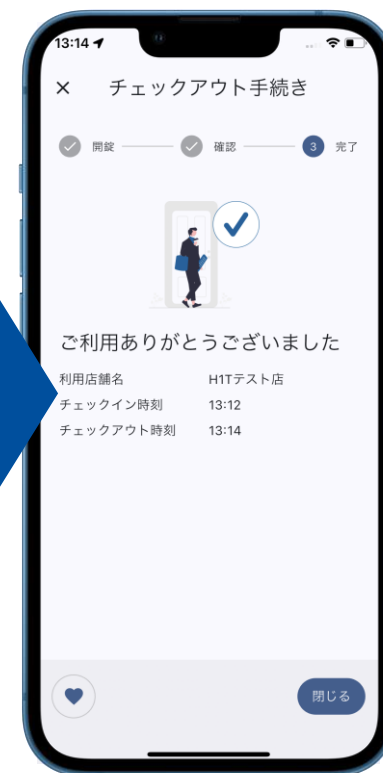 13:14
× チェックアウト手続き
開錠 確認 3 完了
ご利用ありがとうございました
利用店舗名 H1Tテスト店
チェックイン時刻 13:12
チェックアウト時刻 13:14
閉じる